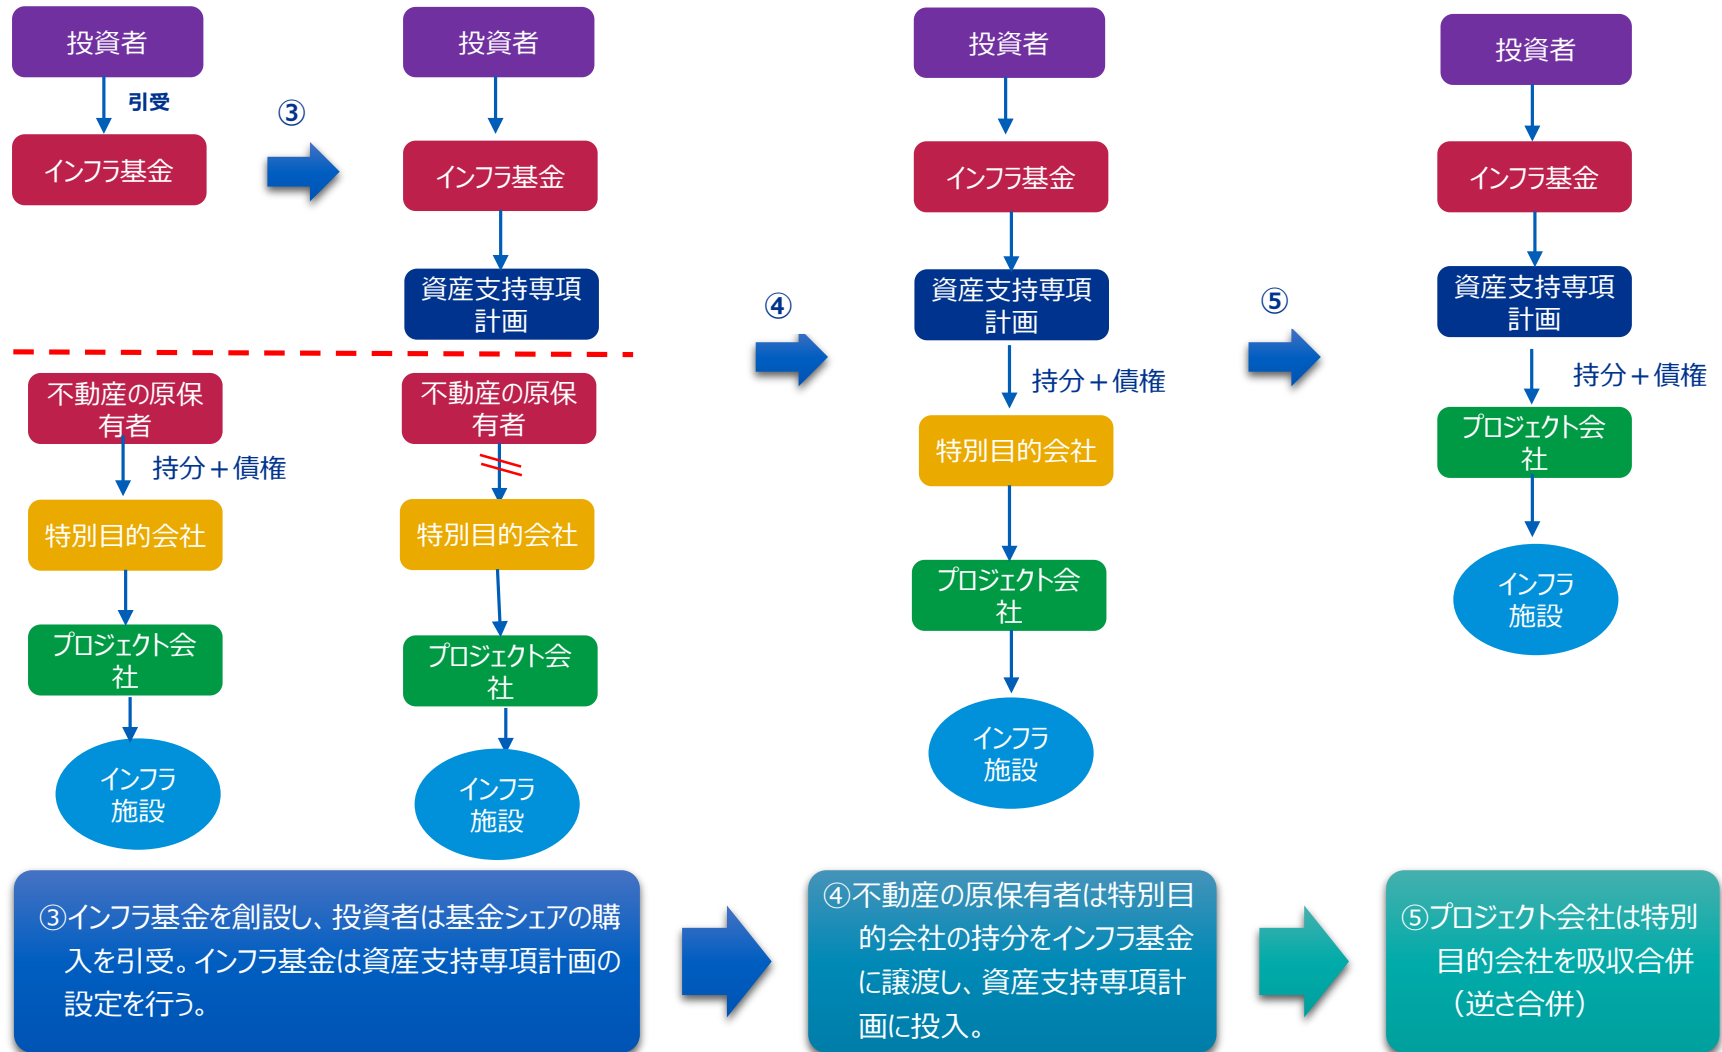 投資者
引受
インフラ基金
不動産の原保
有者
持分＋債権
特別目的会社
プロジェクト会
社
インフラ
施設
③
投資者
インフラ基金
資産支持専項
計画
不動産の原保
有者
特別目的会社
プロジェクト会
社
インフラ
施設
④
投資者
インフラ基金
資産支持専項
計画
持分＋債権
特別目的会社
プロジェクト会
社
インフラ
施設
⑤
投資者
インフラ基金
資産支持専項
計画
持分＋債権
プロジェクト会
社
インフラ
施設
③インフラ基金を創設し、投資者は基金シェアの購
入を引受。インフラ基金は資産支持専項計画の
設定を行う。
④不動産の原保有者は特別目
的会社の持分をインフラ基金
に譲渡し、資産支持専項計
画に投入。
⑤プロジェクト会社は特別
目的会社を吸収合併
（逆さ合併）